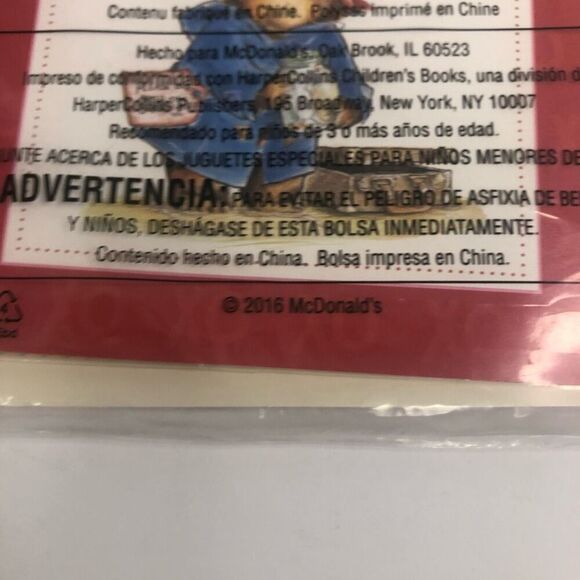 Contenu fabriqué en Chine. Polysac imprimé en Chine
Hecho para McDonald's, Oak Brook, IL 60523
Impreso de conformidad con HarperCollins Children's Books, una división d
HarperCollins Publishers, 195 Broadway, New York, NY 10007
Recomendado para niños de 3 o más años de edad.
UNTE ACERCA DE LOS JUGUETES ESPECIALES PARA NIÑOS MENORES DE
ADVERTENCIA: PARA EVITAR EL PELIGRO DE ASFIXIA DE BE
Y NIÑOS, DESHÁGASE DE ESTA BOLSA INMEDIATAMENTE.
Contenido hecho en China. Bolsa impresa en China.
© 2016 McDonald's
4